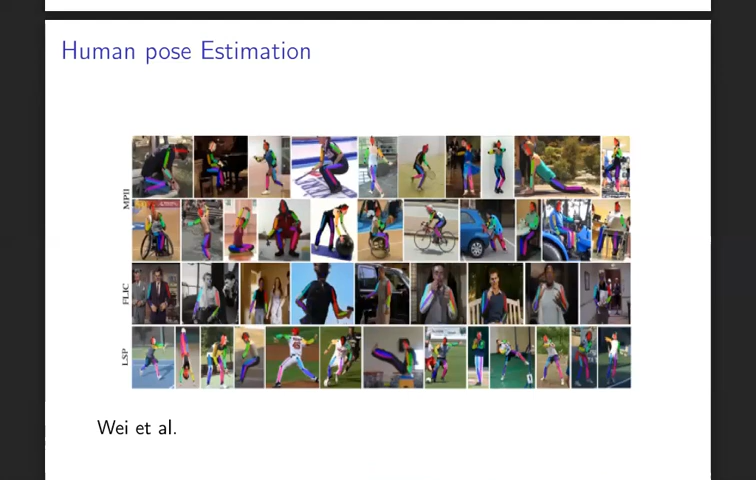 Human pose Estimation
MPII
FLIC
LSP
Wei et al.